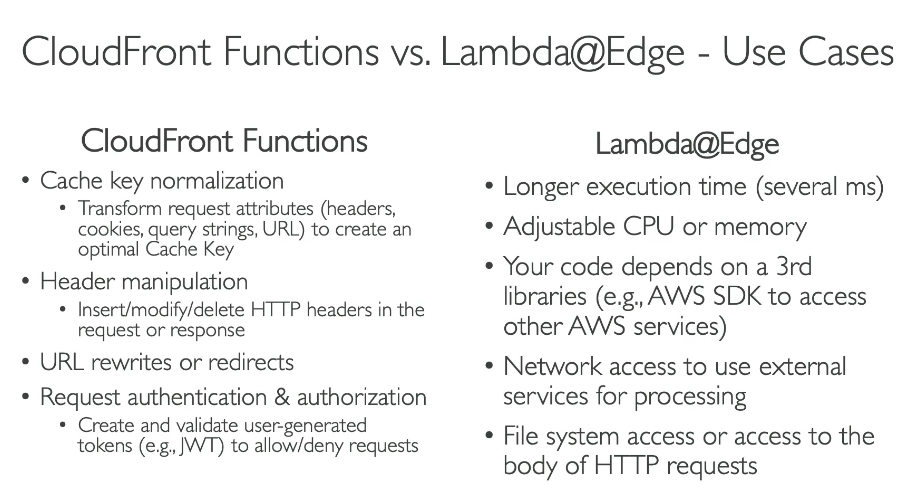 CloudFront Functions vs. Lambda@Edge - Use Cases
CloudFront Functions
• Cache key normalization
• Transform request attributes (headers,
cookies, query strings, URL) to create an
optimal Cache Key
• Header manipulation
• Insert/modify/delete HTTP headers in the
request or response
• URL rewrites or redirects
• Request authentication & authorization
• Create and validate user-generated
tokens (e.g., JWT) to allow/deny requests
Lambda@Edge
• Longer execution time (several ms)
• Adjustable CPU or memory
• Your code depends on a 3rd
libraries (e.g., AWS SDK to access
other AWS services)
• Network access to use external
services for processing
• File system access or access to the
body of HTTP requests